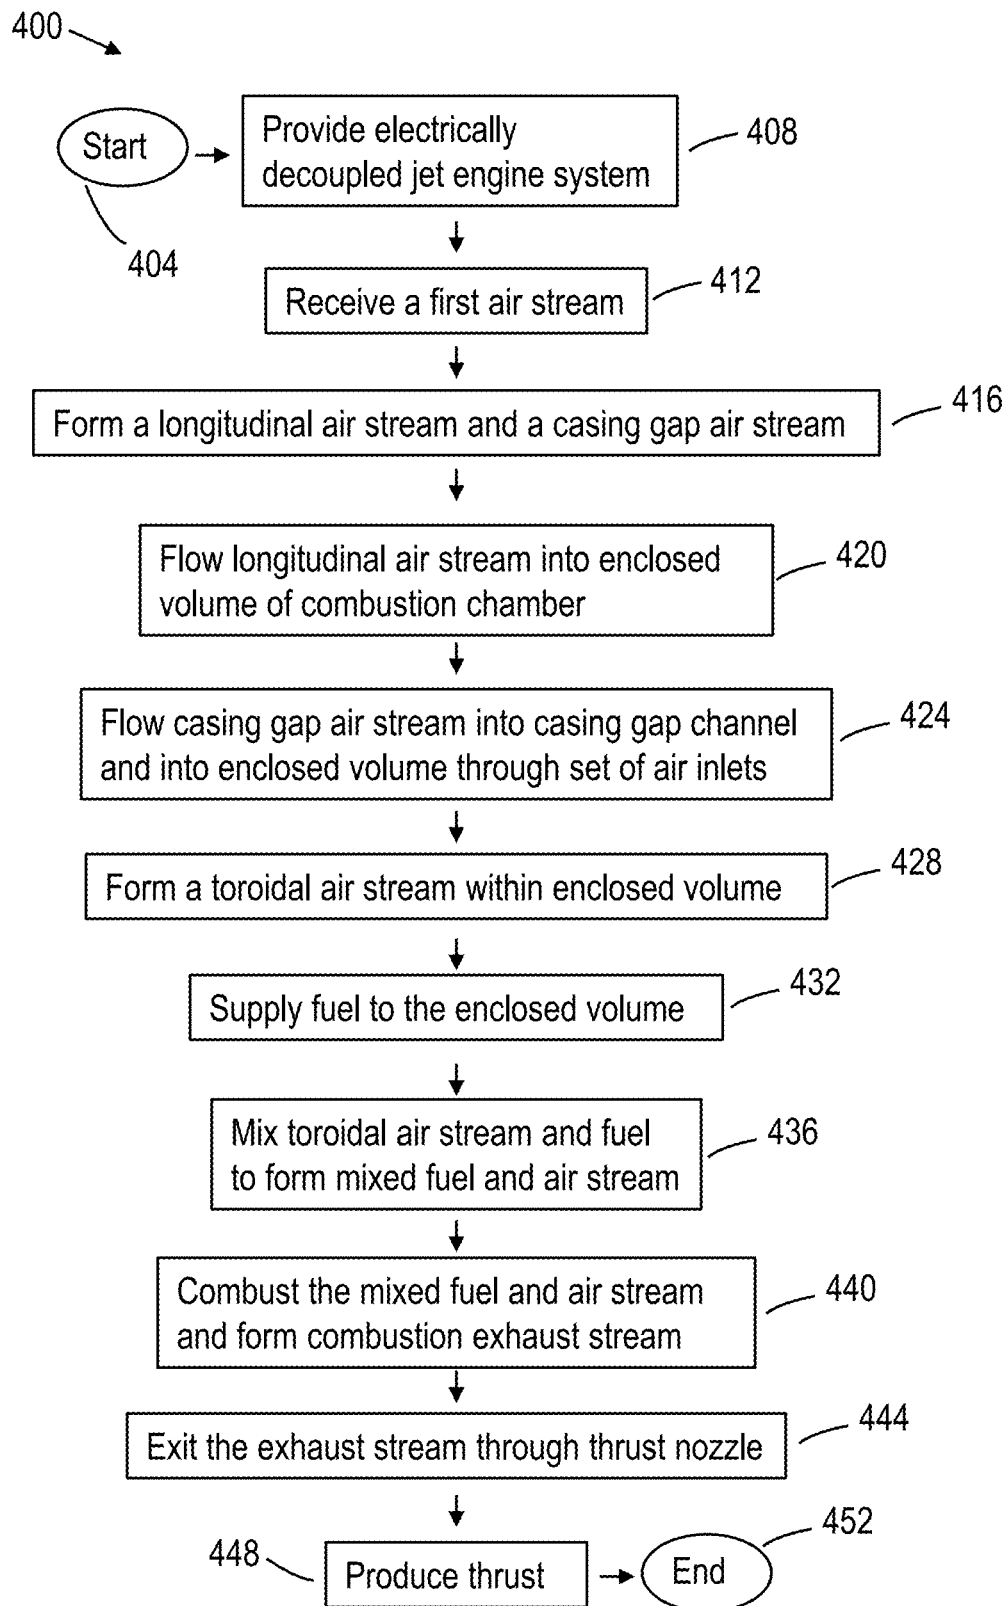 400
Start
404
Provide electrically
decoupled jet engine system
408
Receive a first air stream
412
Form a longitudinal air stream and a casing gap air stream
416
Flow longitudinal air stream into enclosed
volume of combustion chamber
420
Flow casing gap air stream into casing gap channel
and into enclosed volume through set of air inlets
424
Form a toroidal air stream within enclosed volume
428
Supply fuel to the enclosed volume
432
Mix toroidal air stream and fuel
to form mixed fuel and air stream
436
Combust the mixed fuel and air stream
and form combustion exhaust stream
440
Exit the exhaust stream through thrust nozzle
444
448
Produce thrust
End
452